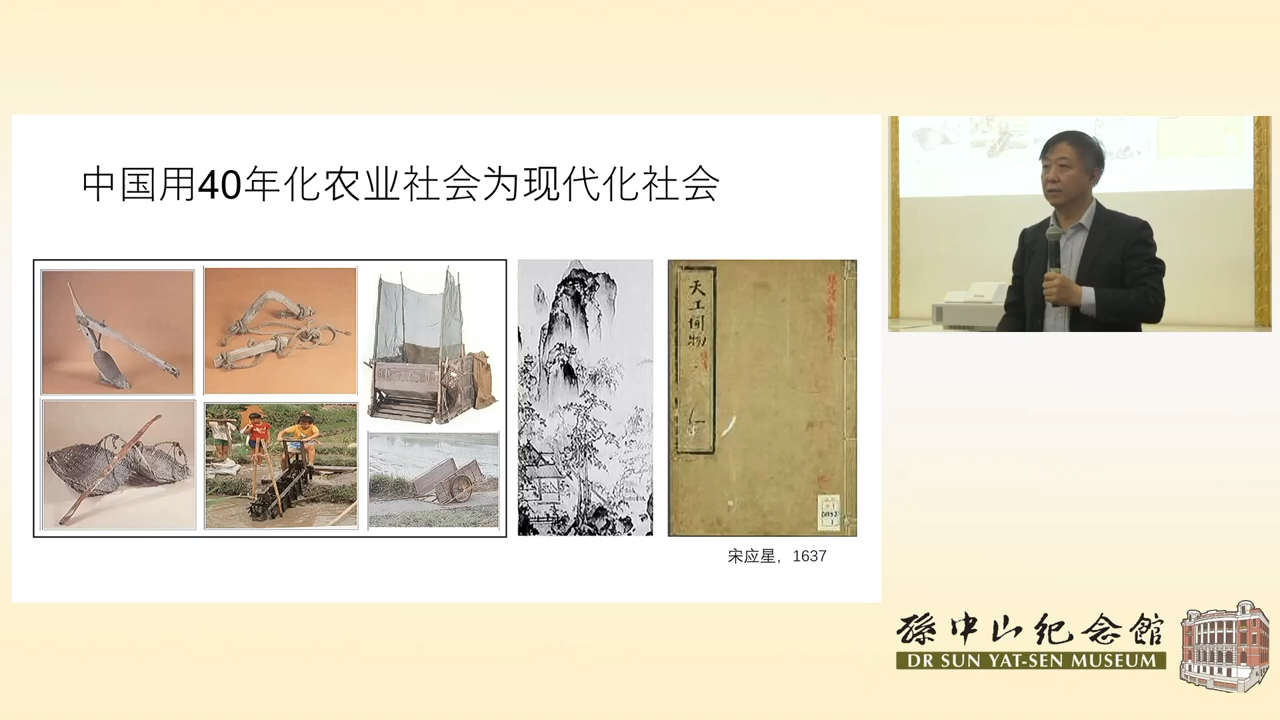 中国用40年化农业社会为现代化社会
天工開物
宋应星，1637
孫中山紀念館
DR SUN YAT-SEN MUSEUM